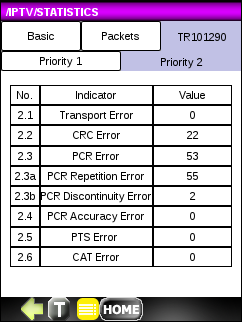 /IPTV/STATISTICS
Basic Packets TR101290
Priority 1 Priority 2
No. Indicator Value
2.1 Transport Error 0
2.2 CRC Error 22
2.3 PCR Error 53
2.3a PCR Repetition Error 55
2.3b PCR Discontinuity Error 2
2.4 PCR Accuracy Error 0
2.5 PTS Error 0
2.6 CAT Error 0
T HOME